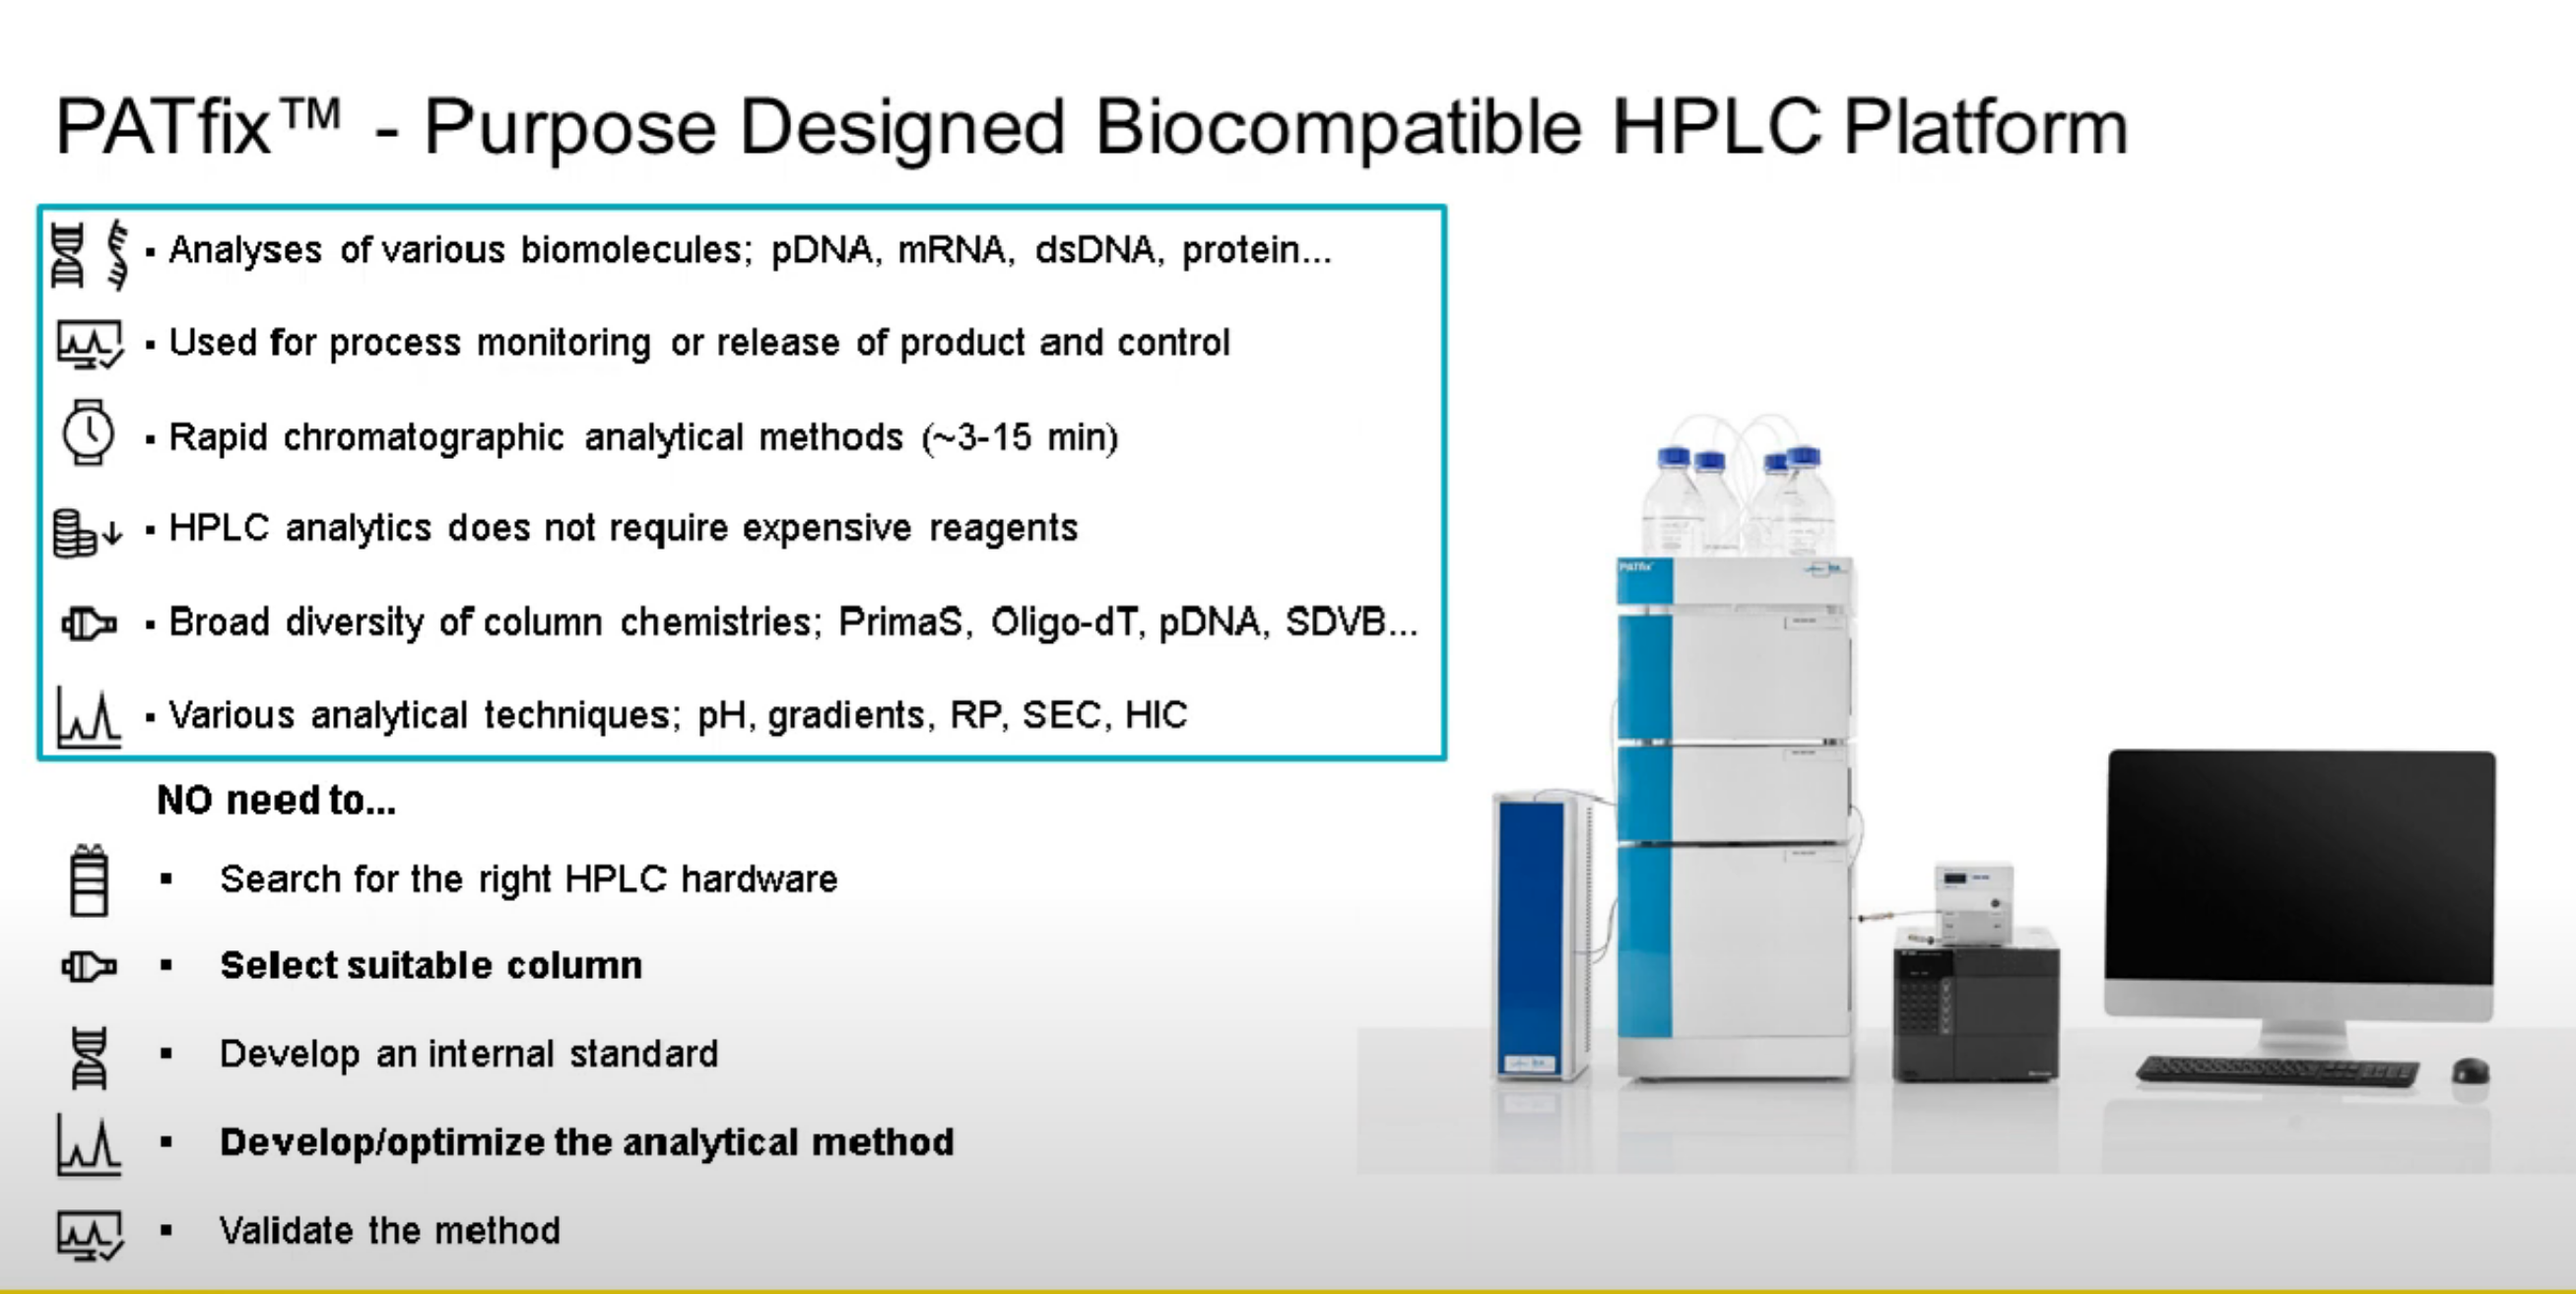 PATfix™ - Purpose Designed Biocompatible HPLC Platform
▪ Analyses of various biomolecules; pDNA, mRNA, dsDNA, protein...
▪ Used for process monitoring or release of product and control
▪ Rapid chromatographic analytical methods (~3-15 min)
▪ HPLC analytics does not require expensive reagents
▪ Broad diversity of column chemistries; PrimaS, Oligo-dT, pDNA, SDVB...
▪ Various analytical techniques; pH, gradients, RP, SEC, HIC
NO need to...
▪ Search for the right HPLC hardware
▪ Select suitable column
▪ Develop an internal standard
▪ Develop/optimize the analytical method
▪ Validate the method
PATfix